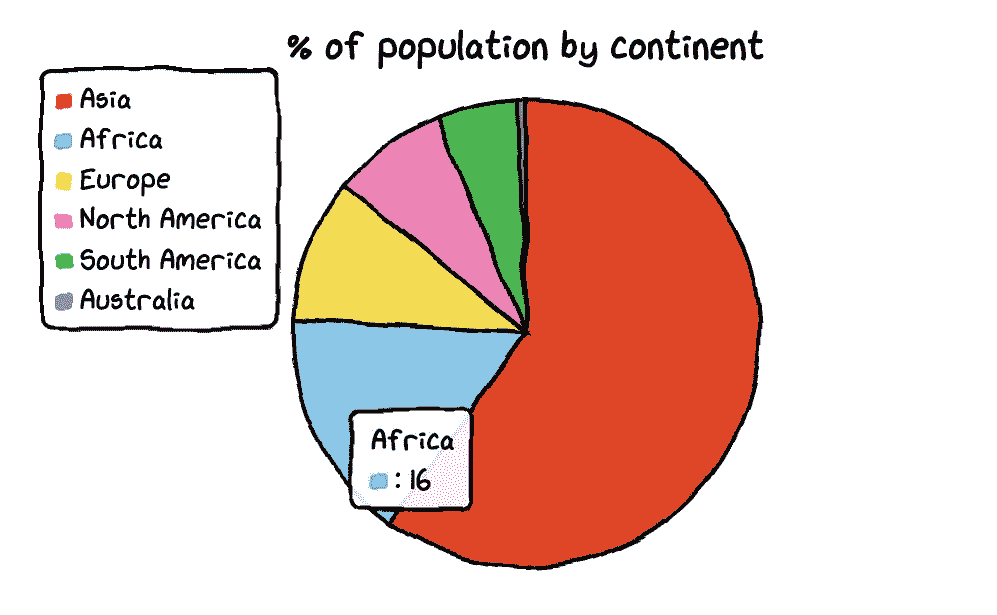 % of population by continent
Asia
Africa
Europe
North America
South America
Australia
Africa
: 16